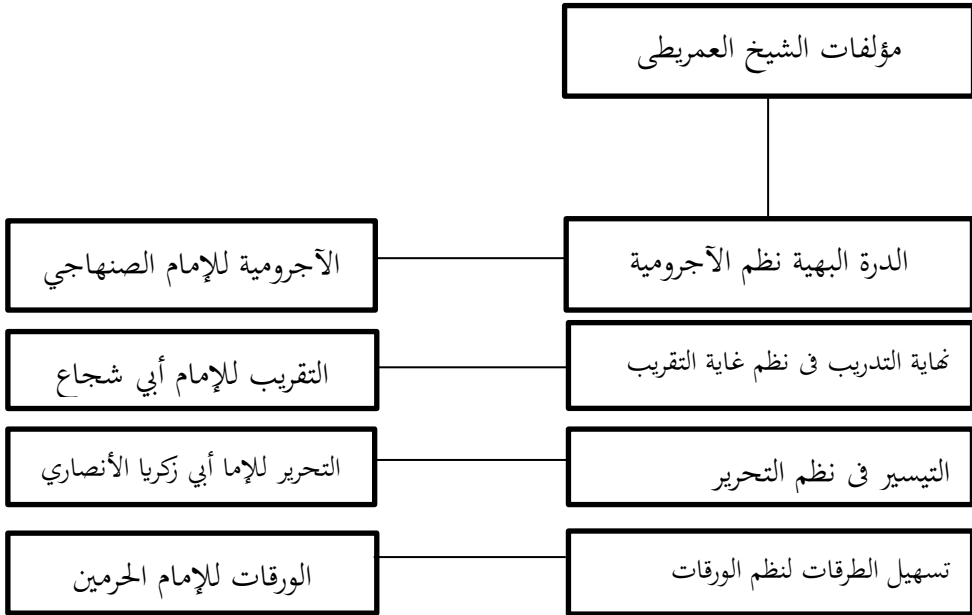 مؤلفات الشيخ العمريطى
الدرة البهية نظم الآجرومية
الآجرومية للإمام الصنهاجي
نهاية التدريب فى نظم غاية التقريب
التقريب للإمام أبي شجاع
التيسير فى نظم التحرير
التحرير للإما أبي زكريا الأنصاري
تسهيل الطرقات لنظم الورقات
الورقات للإمام الحرمين